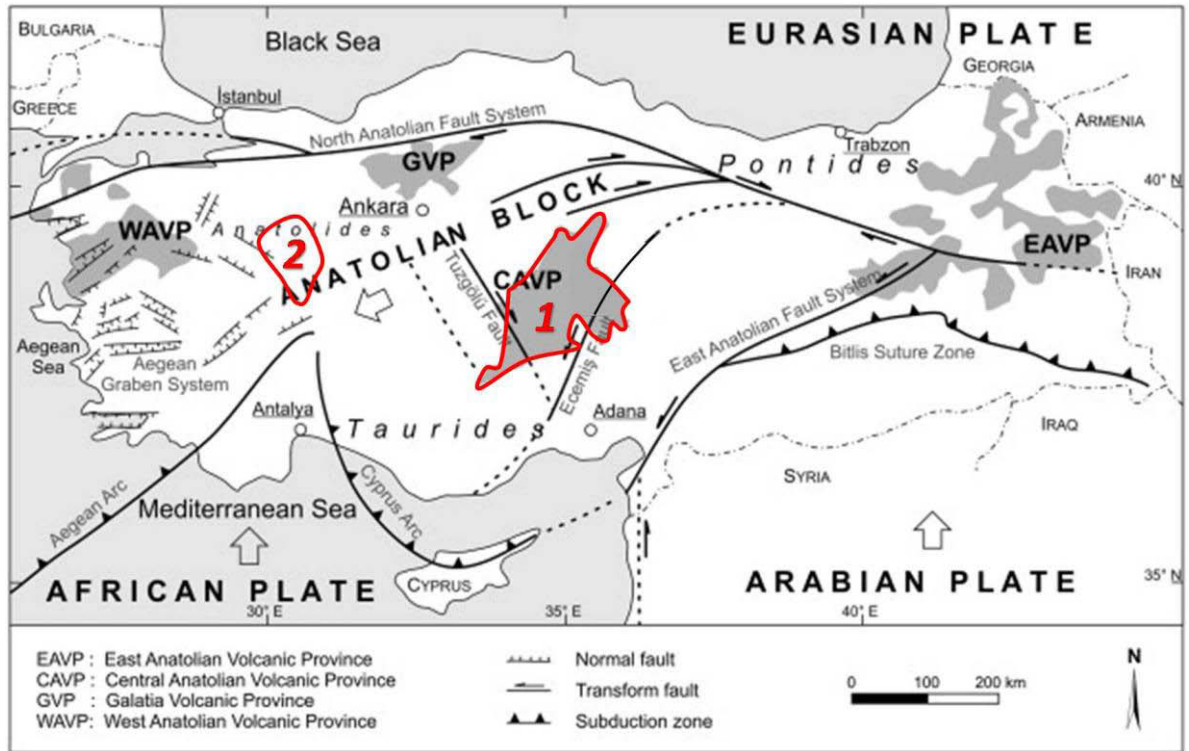 BULGARIA
Black Sea
EURASIAN PLATE
GEORGIA
GREECE
İstanbul
ARMENIA
North Anatolian Fault System
Trabzon
GVP
Pontides
40° N
Ankara
BLOCK
WAVP
Anatolides
2
ANATOLIAN
EAVP
CAVP
IRAN
Tuzgölü Fault
1
East Anatolian Fault System
Aegean
Sea
Aegean
Graben System
Bitlis Suture Zone
Ecemiş Fault
Antalya
Adana
Taurides
IRAQ
SYRIA
Aegean Arc
Cyprus Arc
Mediterranean Sea
CYPRUS
35° N
AFRICAN PLATE
ARABIAN PLATE
30° E
35° E
40° E
EAVP : East Anatolian Volcanic Province
CAVP : Central Anatolian Volcanic Province
GVP : Galatia Volcanic Province
WAVP: West Anatolian Volcanic Province
Normal fault
Transform fault
Subduction zone
0 100 200 km
N